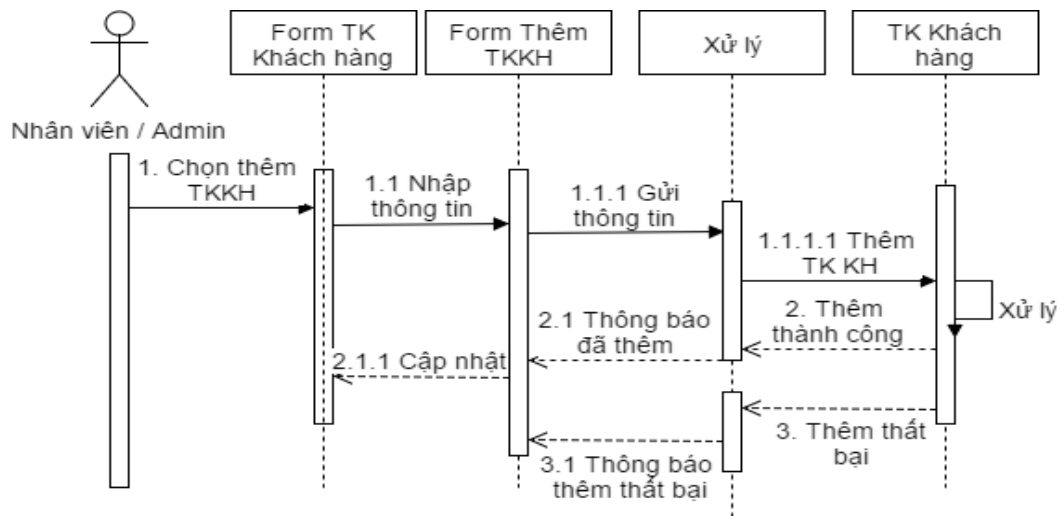 Form TK
Khách hàng
Form Thêm
TKKH
Xử lý
TK Khách
hàng
Nhân viên / Admin
1. Chọn thêm
TKKH
1.1 Nhập
thông tin
1.1.1 Gửi
thông tin
1.1.1.1 Thêm
TK KH
Xử lý
2. Thêm
thành công
2.1 Thông báo
đã thêm
2.1.1 Cập nhật
3. Thêm thất
bại
3.1 Thông báo
thêm thất bại